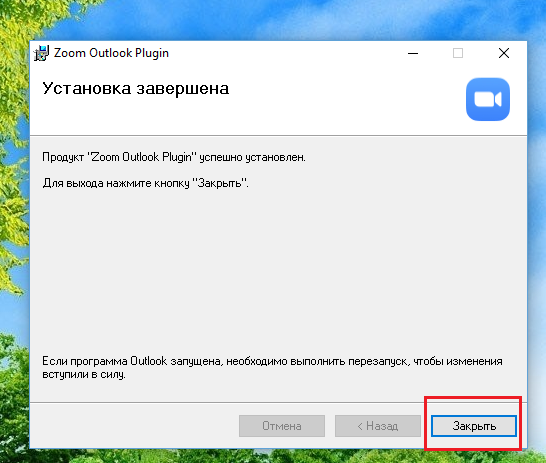 Zoom Outlook Plugin
Установка завершена
Продукт "Zoom Outlook Plugin" успешно установлен.
Для выхода нажмите кнопку "Закрыть".
Если программа Outlook запущена, необходимо выполнить перезапуск, чтобы изменения
вступили в силу.
Отмена
< Назад
Закрыть